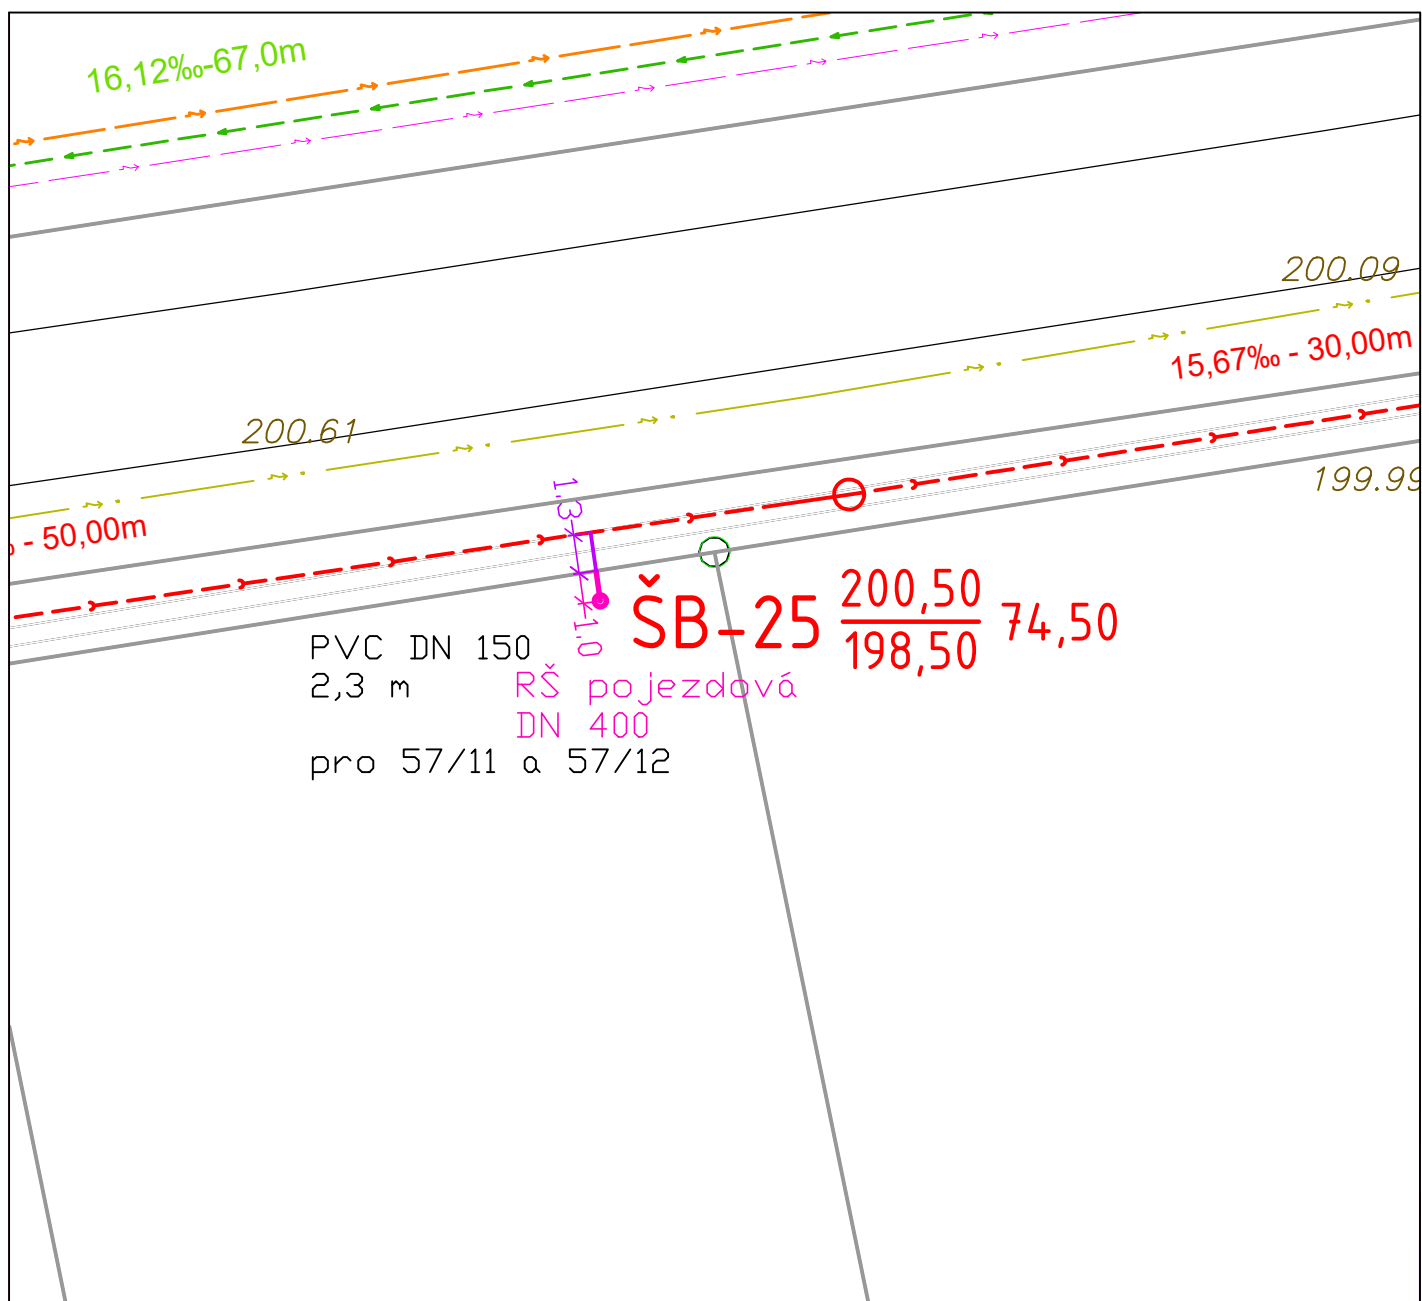 16,12‰-67,0m
200.09
15,67‰ - 30,00m
200.61
199.99
- 50,00m
1.3
1.0
ŠB-25 200,50 74,50
198,50
PVC DN 150
2,3 m
RŠ pojezdová
DN 400
pro 57/11 a 57/12